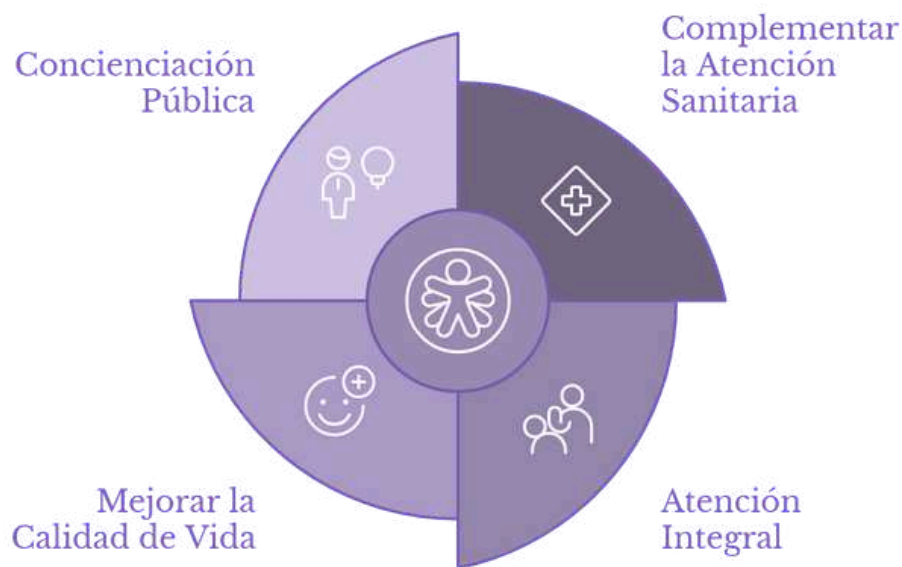 Concienciación
Pública
Complementar
la Atención
Sanitaria
Mejorar la
Calidad de Vida
Atención
Integral